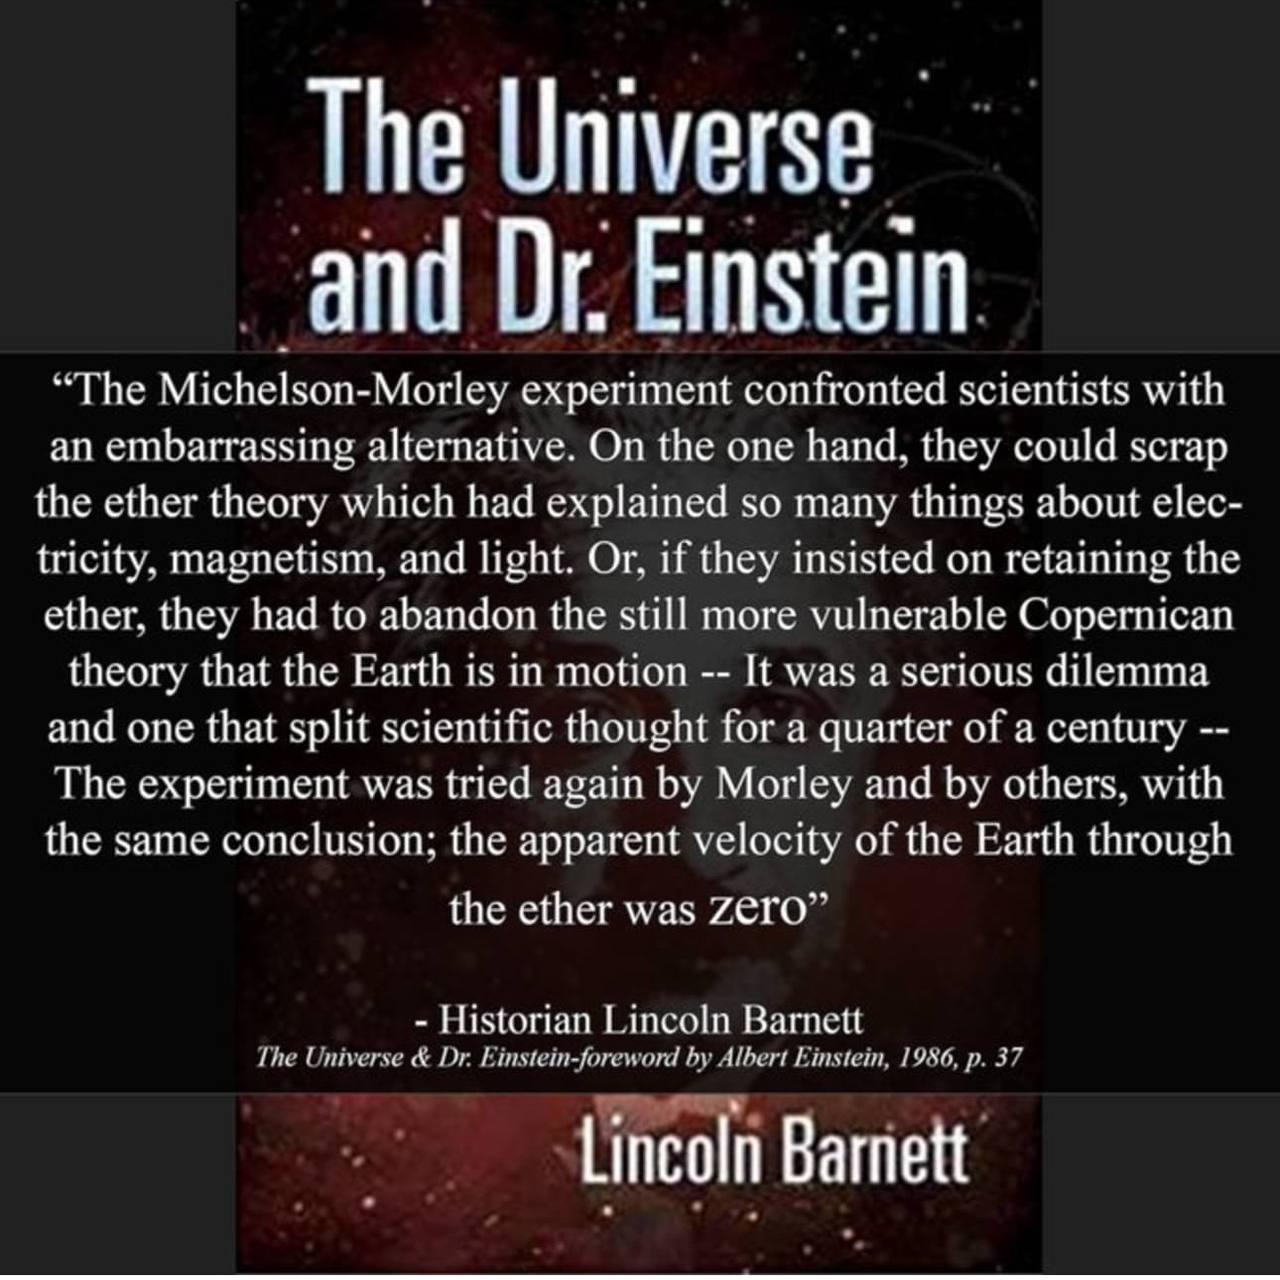 The Universe
and Dr. Einstein
“The Michelson-Morley experiment confronted scientists with
an embarrassing alternative. On the one hand, they could scrap
the ether theory which had explained so many things about elec-
tricity, magnetism, and light. Or, if they insisted on retaining the
ether, they had to abandon the still more vulnerable Copernican
theory that the Earth is in motion -- It was a serious dilemma
and one that split scientific thought for a quarter of a century --
The experiment was tried again by Morley and by others, with
the same conclusion; the apparent velocity of the Earth through
the ether was zero”
- Historian Lincoln Barnett
The Universe & Dr. Einstein-foreword by Albert Einstein, 1986, p. 37
Lincoln Barnett